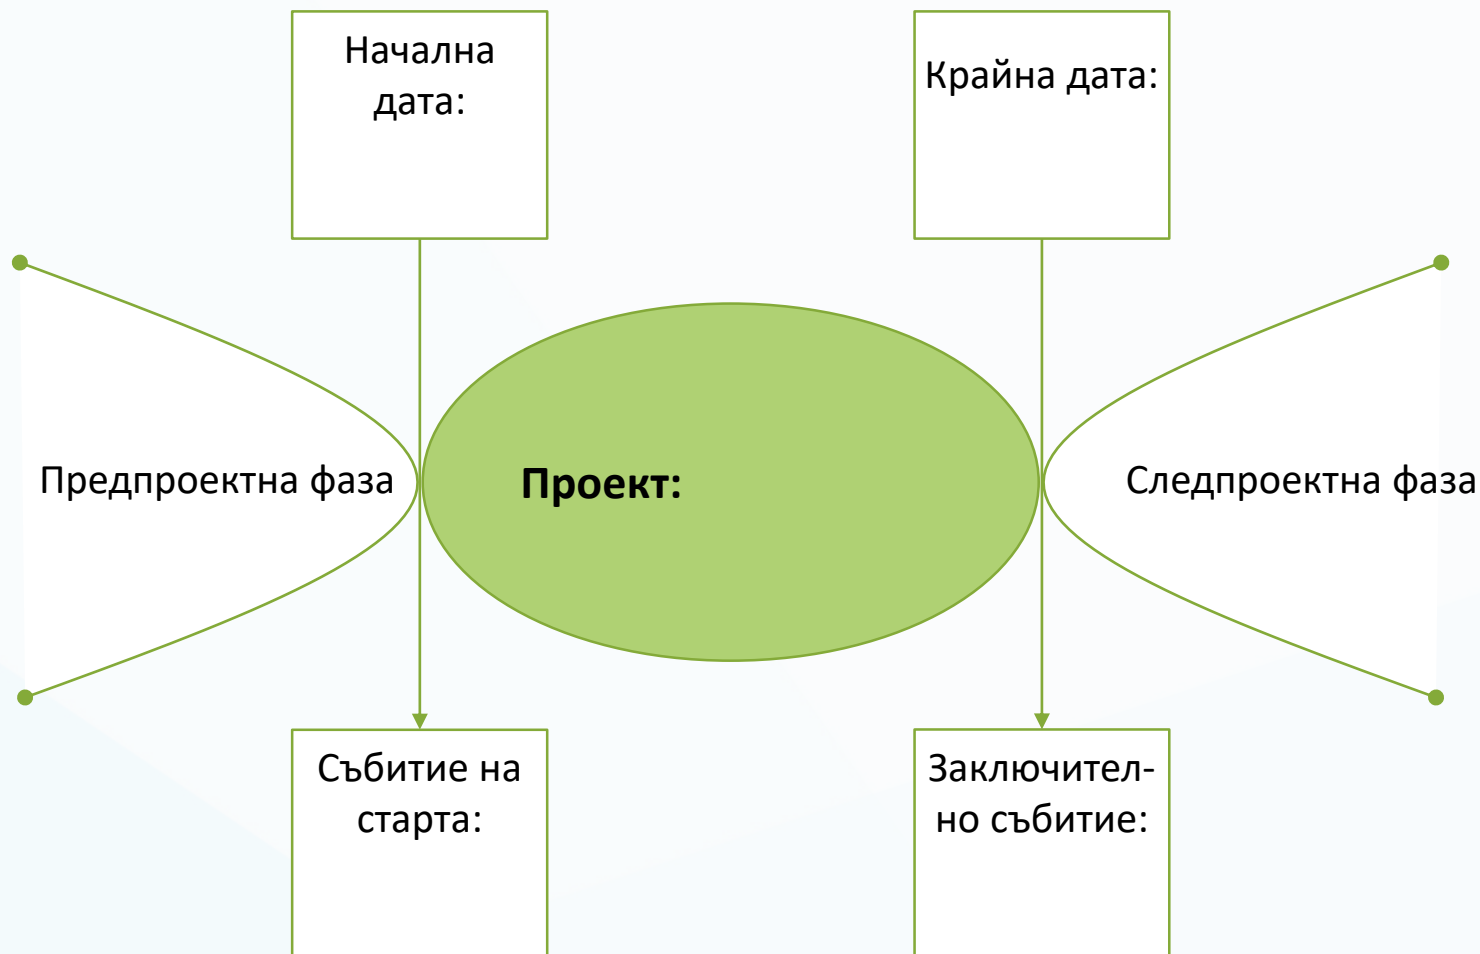 Начална
дата:
Крайна дата:
Предпроектна фаза
Проект:
Следпроектна фаза
Събитие на
старта:
Заключител-
но събитие: